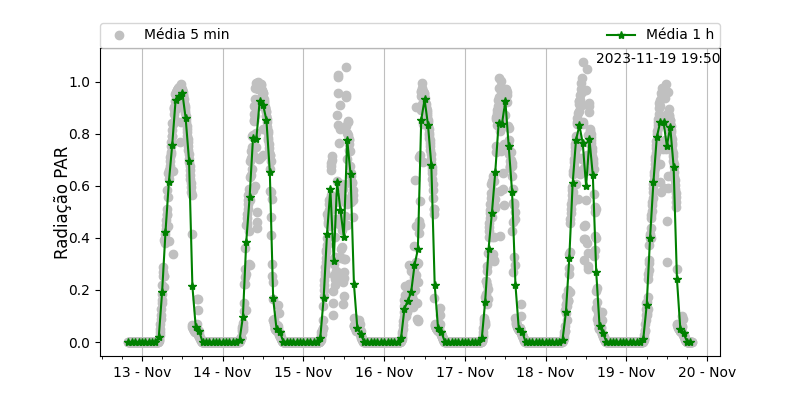 Média 5 min
Média 1 h
2023-11-19 19:50
Radiação PAR
1.0
0.8
0.6
0.4
0.2
0.0
13 - Nov
14 - Nov
15 - Nov
16 - Nov
17 - Nov
18 - Nov
19 - Nov
20 - Nov